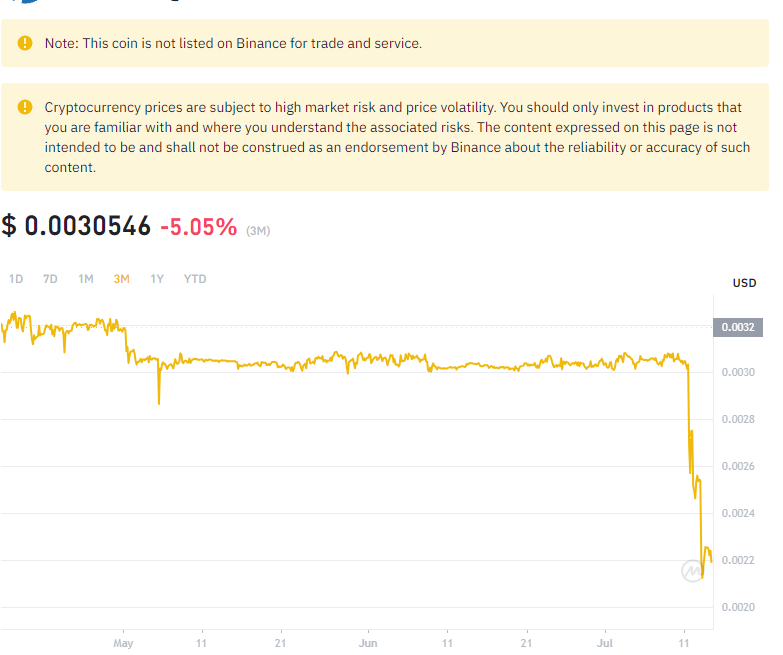 Note: This coin is not listed on Binance for trade and service.
Cryptocurrency prices are subject to high market risk and price volatility. You should only invest in products that
you are familiar with and where you understand the associated risks. The content expressed on this page is not
intended to be and shall not be construed as an endorsement by Binance about the reliability or accuracy of such
content.
$ 0.0030546 -5.05% (3M)
1D 7D 1M 3M 1Y YTD
USD
0.0032
0.0030
0.0028
0.0026
0.0024
0.0022
0.0020
May 11 21 Jun 11 21 Jul 11